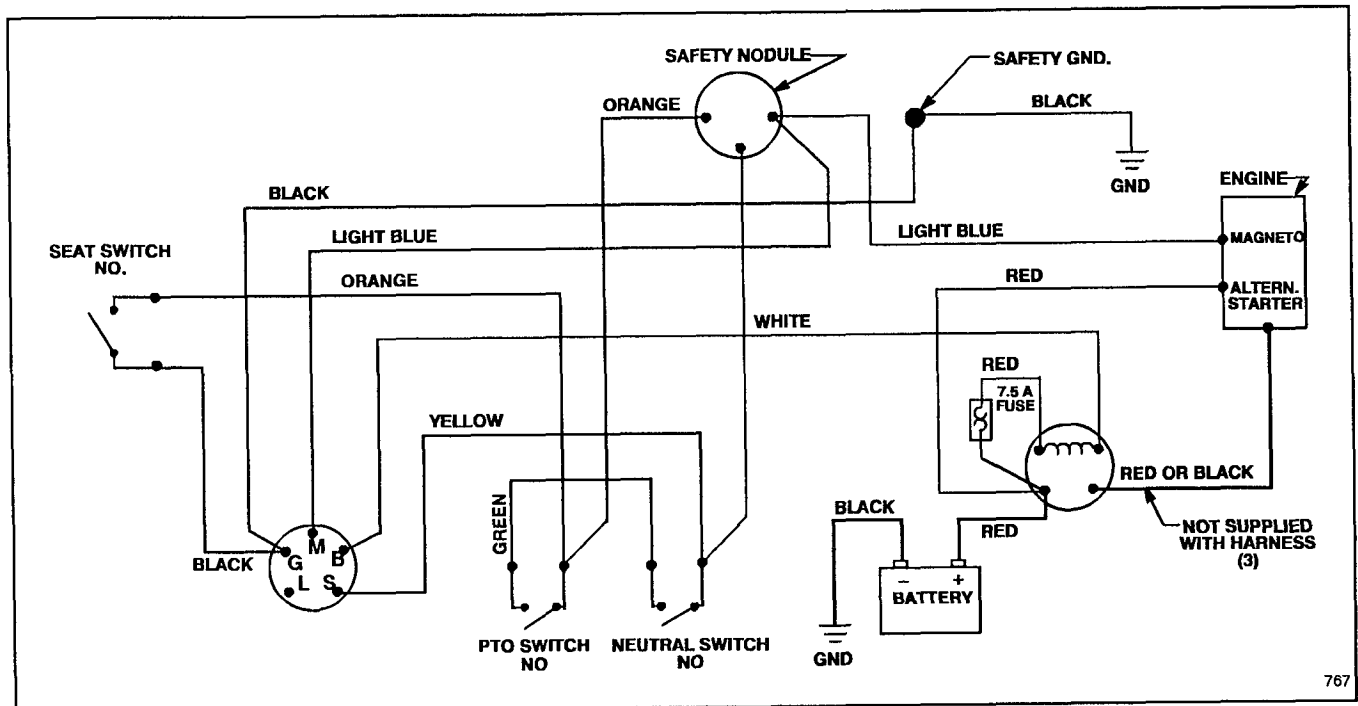 SAFETY NODULE
SAFETY GND.
ORANGE
BLACK
GND
ENGINE
BLACK
LIGHT BLUE
LIGHT BLUE
MAGNETO
SEAT SWITCH
NO.
ORANGE
RED
ALTERN.
STARTER
WHITE
RED
7.5 A
FUSE
YELLOW
RED OR BLACK
GREEN
BLACK
RED
NOT SUPPLIED
WITH HARNESS
(3)
BLACK
M
G
B
L
S
- +
BATTERY
PTO SWITCH
NO
NEUTRAL SWITCH
NO
GND
767